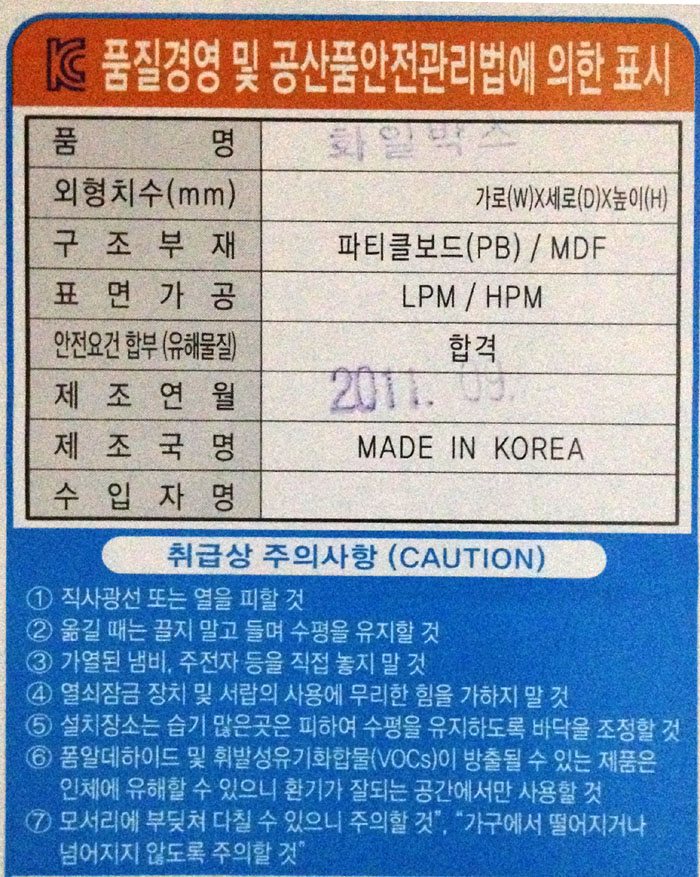 KC 품질경영 및 공산품안전관리법에 의한 표시
품 명 화일박스
외형치수(mm) 가로(W)X세로(D)X높이(H)
구 조 부 재 파티클보드(PB) / MDF
표 면 가 공 LPM / HPM
안전요건 합부 (유해물질) 합격
제 조 연 월 2011. 09.
제 조 국 명 MADE IN KOREA
수 입 자 명
취급상 주의사항 (CAUTION)
① 직사광선 또는 열을 피할 것
② 옮길 때는 끌지 말고 들며 수평을 유지할 것
③ 가열된 냄비, 주전자 등을 직접 놓지 말 것
④ 열쇠잠금 장치 및 서랍의 사용에 무리한 힘을 가하지 말 것
⑤ 설치장소는 습기 많은곳은 피하여 수평을 유지하도록 바닥을 조정할 것
⑥ 폼알데하이드 및 휘발성유기화합물(VOCs)이 방출될 수 있는 제품은
인체에 유해할 수 있으니 환기가 잘되는 공간에서만 사용할 것
⑦ 모서리에 부딪쳐 다칠 수 있으니 주의할 것”, “가구에서 떨어지거나
넘어지지 않도록 주의할 것”